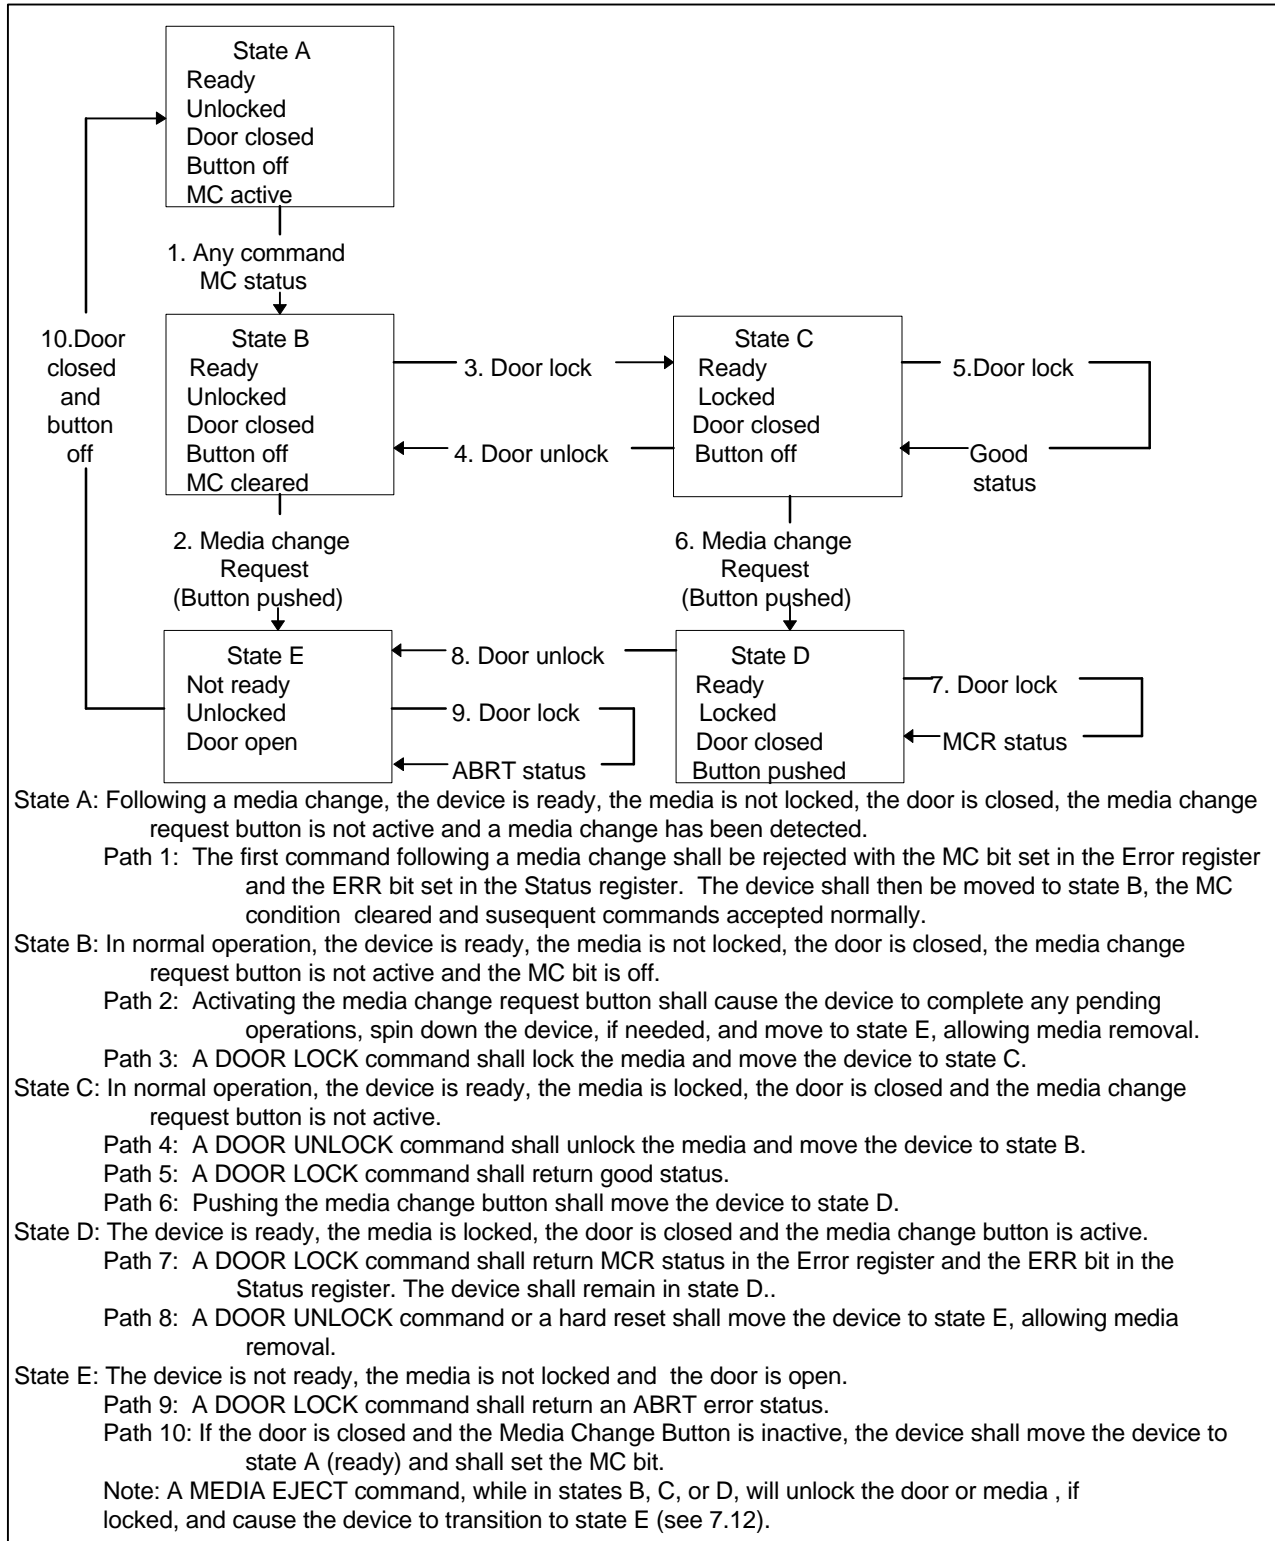 State A
Ready
Unlocked
Door closed
Button off
MC active
1. Any command
MC status
10.Door
closed
and
button
off
State B
Ready
Unlocked
Door closed
Button off
MC cleared
3. Door lock
4. Door unlock
State C
Ready
Locked
Door closed
Button off
5.Door lock
Good
status
2. Media change
Request
(Button pushed)
6. Media change
Request
(Button pushed)
State E
Not ready
Unlocked
Door open
8. Door unlock
9. Door lock
ABRT status
State D
Ready
Locked
Door closed
Button pushed
7. Door lock
MCR status
State A: Following a media change, the device is ready, the media is not locked, the door is closed, the media change
request button is not active and a media change has been detected.
Path 1: The first command following a media change shall be rejected with the MC bit set in the Error register
and the ERR bit set in the Status register. The device shall then be moved to state B, the MC
condition cleared and susequent commands accepted normally.
State B: In normal operation, the device is ready, the media is not locked, the door is closed, the media change
request button is not active and the MC bit is off.
Path 2: Activating the media change request button shall cause the device to complete any pending
operations, spin down the device, if needed, and move to state E, allowing media removal.
Path 3: A DOOR LOCK command shall lock the media and move the device to state C.
State C: In normal operation, the device is ready, the media is locked, the door is closed and the media change
request button is not active.
Path 4: A DOOR UNLOCK command shall unlock the media and move the device to state B.
Path 5: A DOOR LOCK command shall return good status.
Path 6: Pushing the media change button shall move the device to state D.
State D: The device is ready, the media is locked, the door is closed and the media change button is active.
Path 7: A DOOR LOCK command shall return MCR status in the Error register and the ERR bit in the
Status register. The device shall remain in state D..
Path 8: A DOOR UNLOCK command or a hard reset shall move the device to state E, allowing media
removal.
State E: The device is not ready, the media is not locked and the door is open.
Path 9: A DOOR LOCK command shall return an ABRT error status.
Path 10: If the door is closed and the Media Change Button is inactive, the device shall move the device to
state A (ready) and shall set the MC bit.
Note: A MEDIA EJECT command, while in states B, C, or D, will unlock the door or media , if
locked, and cause the device to transition to state E (see 7.12).